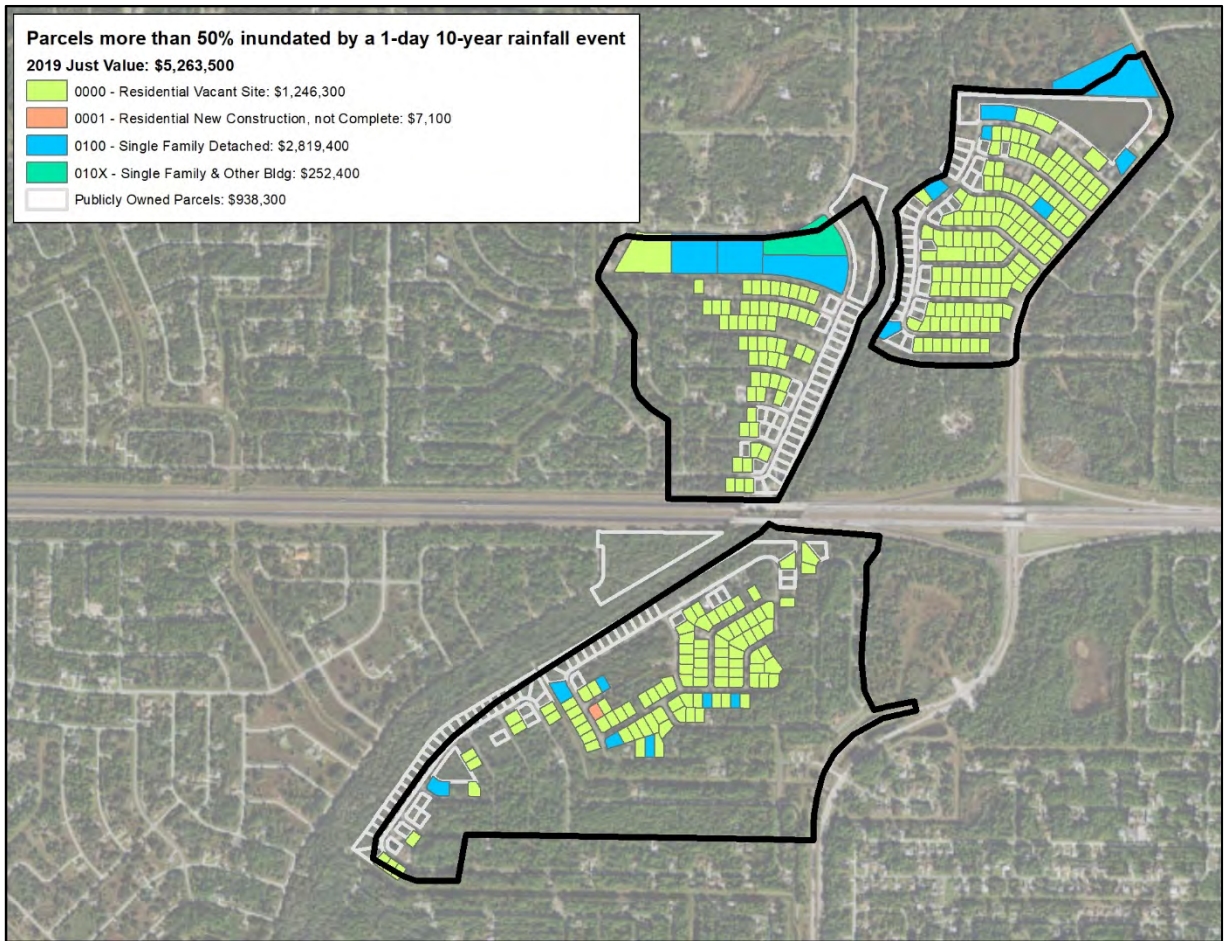 Parcels more than 50% inundated by a 1-day 10-year rainfall event
2019 Just Value: $5,263,500
0000 - Residential Vacant Site: $1,246,300
0001 - Residential New Construction, not Complete: $7,100
0100 - Single Family Detached: $2,819,400
010X - Single Family & Other Bldg: $252,400
Publicly Owned Parcels: $938,300